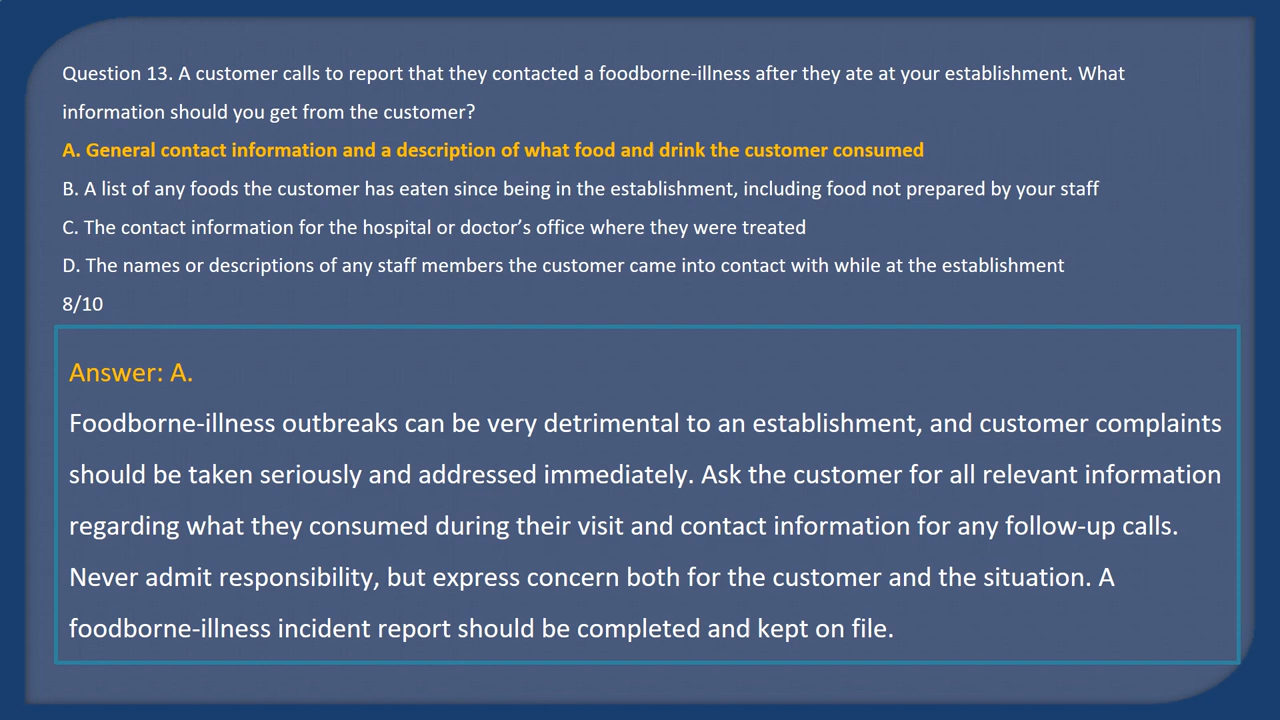 Question 13. A customer calls to report that they contacted a foodborne-illness after they ate at your establishment. What
information should you get from the customer?
A. General contact information and a description of what food and drink the customer consumed
B. A list of any foods the customer has eaten since being in the establishment, including food not prepared by your staff
C. The contact information for the hospital or doctor’s office where they were treated
D. The names or descriptions of any staff members the customer came into contact with while at the establishment
8/10
Answer: A.
Foodborne-illness outbreaks can be very detrimental to an establishment, and customer complaints
should be taken seriously and addressed immediately. Ask the customer for all relevant information
regarding what they consumed during their visit and contact information for any follow-up calls.
Never admit responsibility, but express concern both for the customer and the situation. A
foodborne-illness incident report should be completed and kept on file.